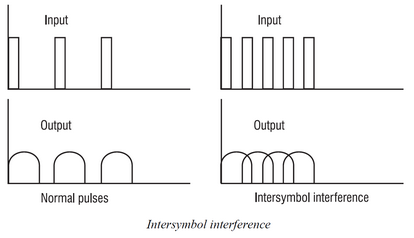 Input
Input
Output
Output
Normal pulses
Intersymbol interference
Intersymbol interference